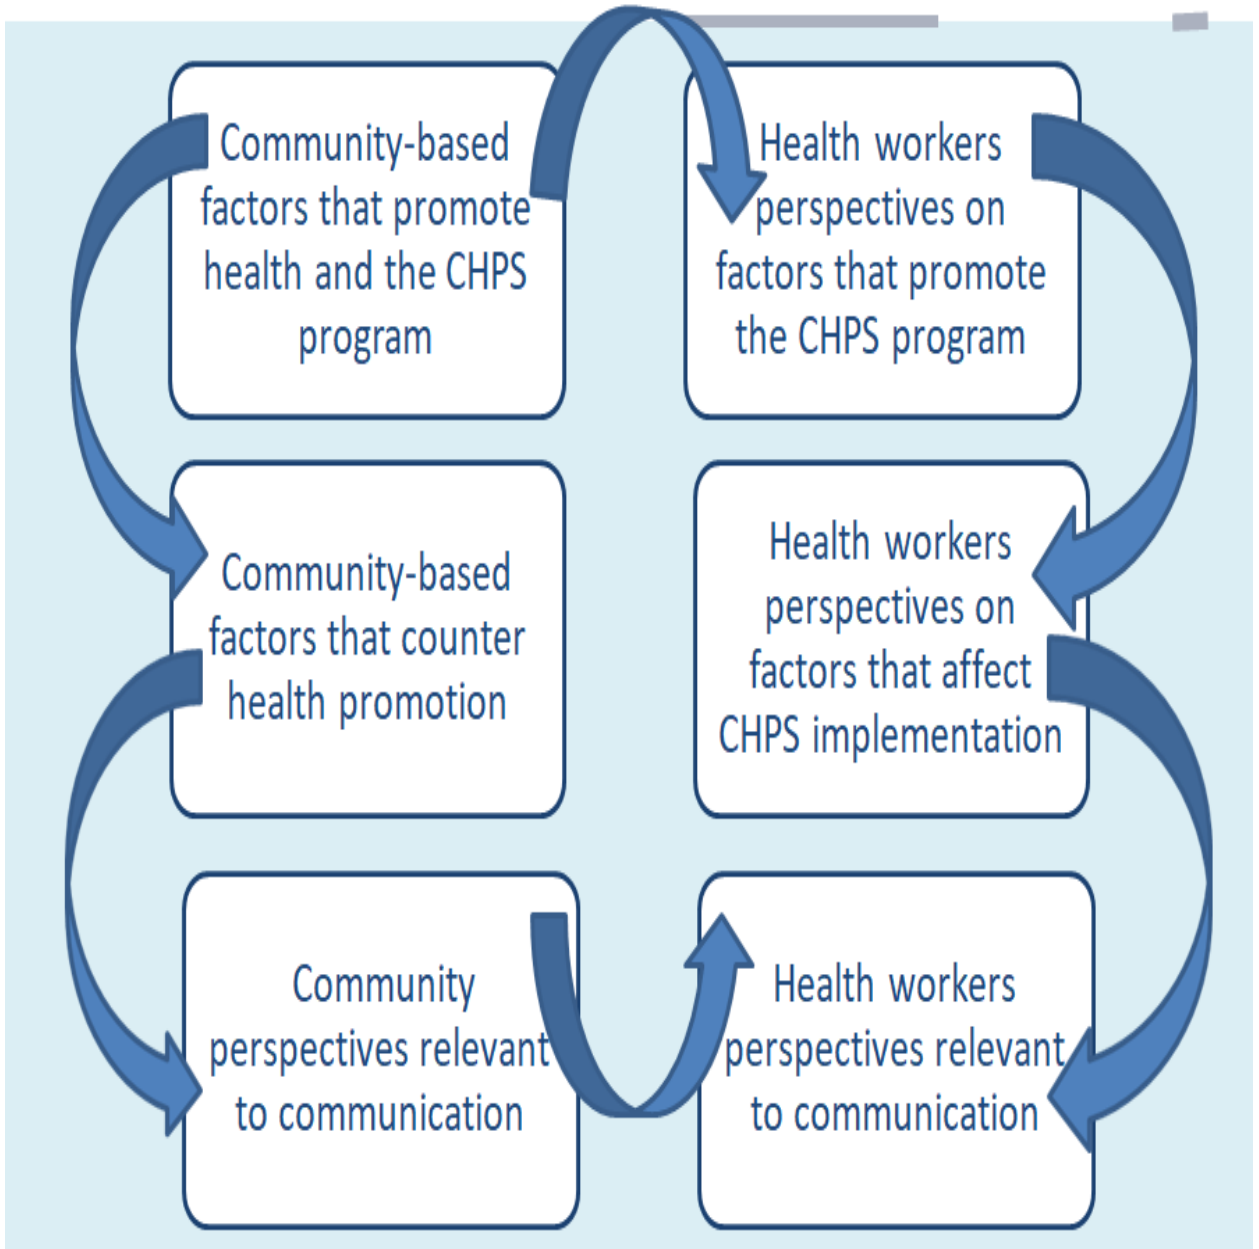 Community-based
factors that promote
health and the CHPS
program
Health workers
perspectives on
factors that promote
the CHPS program
Community-based
factors that counter
health promotion
Health workers
perspectives on
factors that affect
CHPS implementation
Community
perspectives relevant
to communication
Health workers
perspectives relevant
to communication